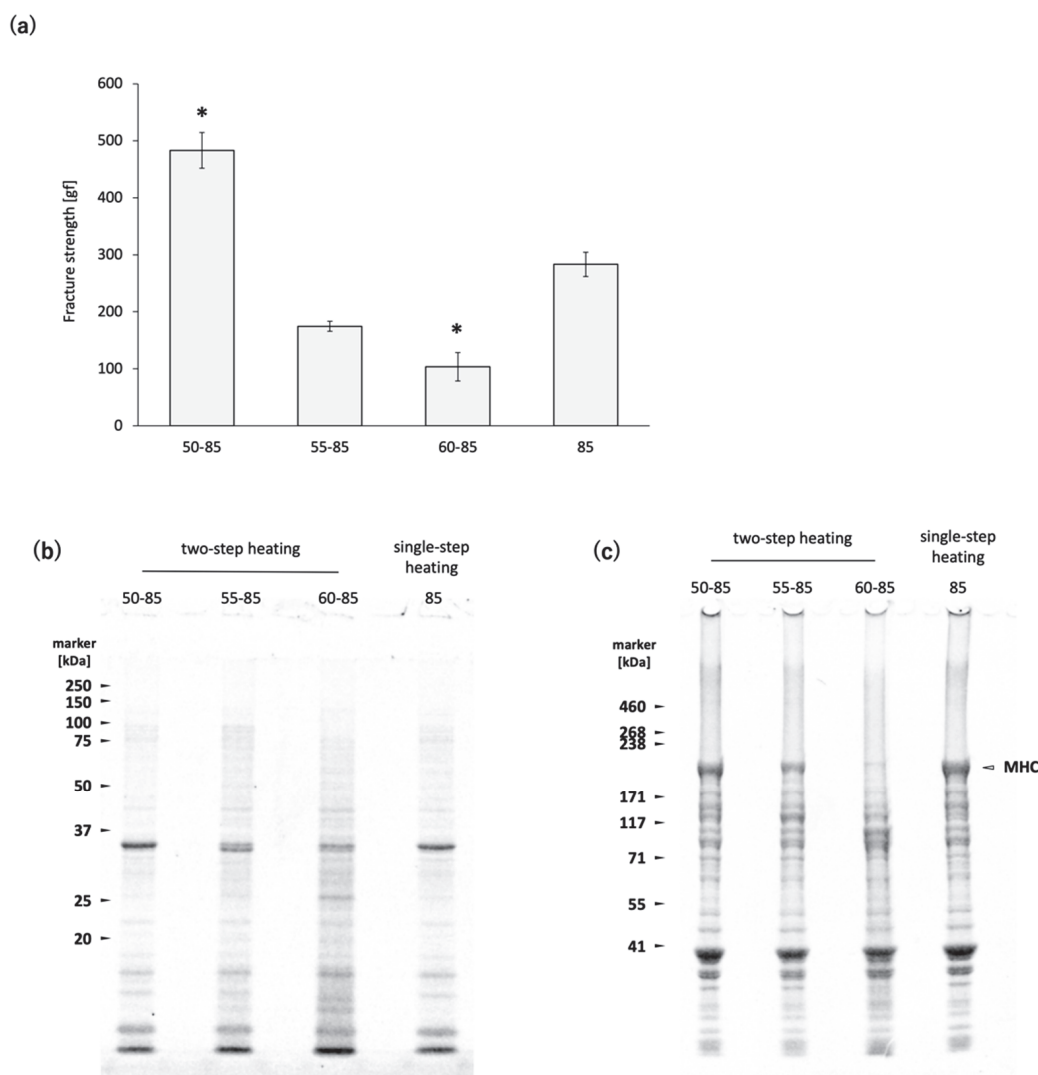 (a)
600
500
400
300
200
100
0
Fracture strength [gf]
*
*
50-85
55-85
60-85
85
(b)
two-step heating
single-step
heating
50-85
55-85
60-85
85
marker
[kDa]
250
150
100
75
50
37
25
20
(c)
two-step heating
single-step
heating
50-85
55-85
60-85
85
marker
[kDa]
460
268
238
171
117
71
55
41
MHC